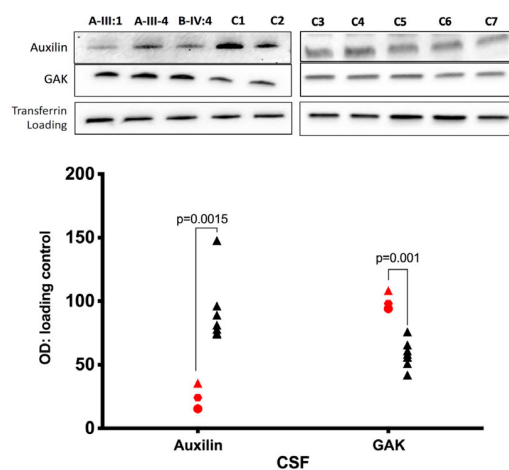 A-III:1 A-III-4 B-IV:4 C1 C2 C3 C4 C5 C6 C7
Auxilin
GAK
Transferrin
Loading
200
p=0.0015
150
p=0.001
100
50
0
OD: loading control
Auxilin GAK
CSF